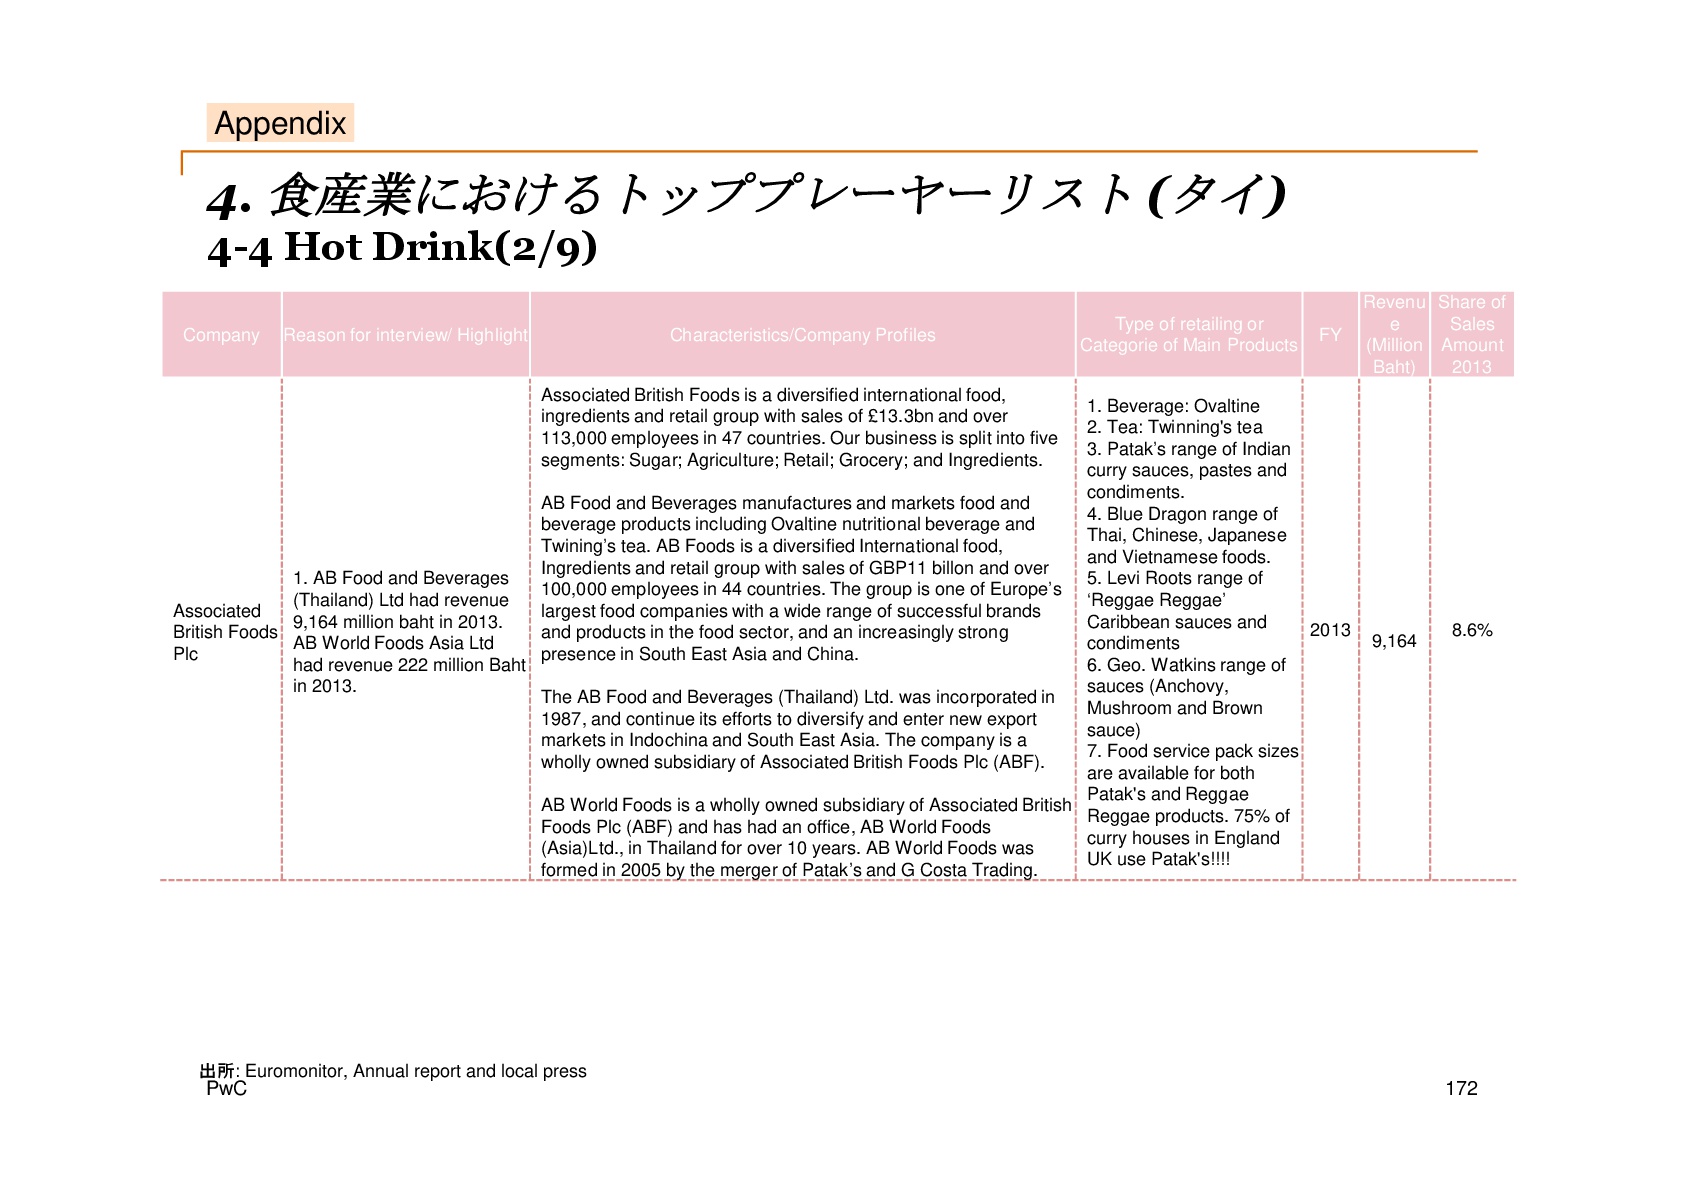 Appendix
4. 食産業におけるトッププレーヤーリスト(タイ)
4-4 Hot Drink(2/9)
Company
Reason for interview/ Highlight
Characteristics/Company Profiles
Type of retailing or
Categorie of Main Products
FY
Revenu
e
(Million
Baht)
Share of
Sales
Amount
2013
Associated
British Foods
Plc
1. AB Food and Beverages
(Thailand) Ltd had revenue
9,164 million baht in 2013.
AB World Foods Asia Ltd
had revenue 222 million Baht
in 2013.
Associated British Foods is a diversified international food,
ingredients and retail group with sales of £13.3bn and over
113,000 employees in 47 countries. Our business is split into five
segments: Sugar; Agriculture; Retail; Grocery; and Ingredients.
AB Food and Beverages manufactures and markets food and
beverage products including Ovaltine nutritional beverage and
Twining’s tea. AB Foods is a diversified International food,
Ingredients and retail group with sales of GBP11 billon and over
100,000 employees in 44 countries. The group is one of Europe’s
largest food companies with a wide range of successful brands
and products in the food sector, and an increasingly strong
presence in South East Asia and China.
The AB Food and Beverages (Thailand) Ltd. was incorporated in
1987, and continue its efforts to diversify and enter new export
markets in Indochina and South East Asia. The company is a
wholly owned subsidiary of Associated British Foods Plc (ABF).
AB World Foods is a wholly owned subsidiary of Associated British
Foods Plc (ABF) and has had an office, AB World Foods
(Asia)Ltd., in Thailand for over 10 years. AB World Foods was
formed in 2005 by the merger of Patak’s and G Costa Trading.
1. Beverage: Ovaltine
2. Tea: Twinning's tea
3. Patak’s range of Indian
curry sauces, pastes and
condiments.
4. Blue Dragon range of
Thai, Chinese, Japanese
and Vietnamese foods.
5. Levi Roots range of
‘Reggae Reggae’
Caribbean sauces and
condiments
6. Geo. Watkins range of
sauces (Anchovy,
Mushroom and Brown
sauce)
7. Food service pack sizes
are available for both
Patak's and Reggae
Reggae products. 75% of
curry houses in England
UK use Patak's!!!!
2013
9,164
8.6%
出所: Euromonitor, Annual report and local press
PwC
172